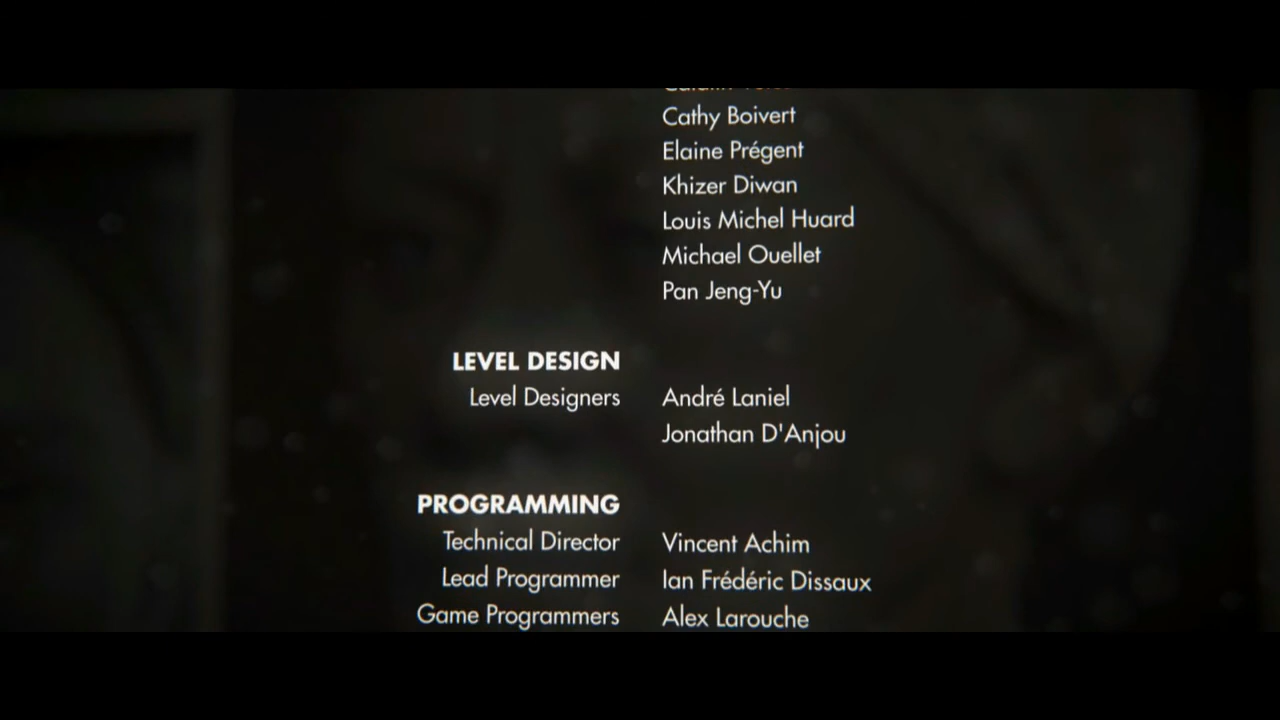 Cathy Boivert
Elaine Prégent
Khizer Diwan
Louis Michel Huard
Michael Ouellet
Pan Jeng-Yu
LEVEL DESIGN
Level Designers André Laniel
Jonathan D'Anjou
PROGRAMMING
Technical Director Vincent Achim
Lead Programmer Ian Frédéric Dissaux
Game Programmers Alex Larouche